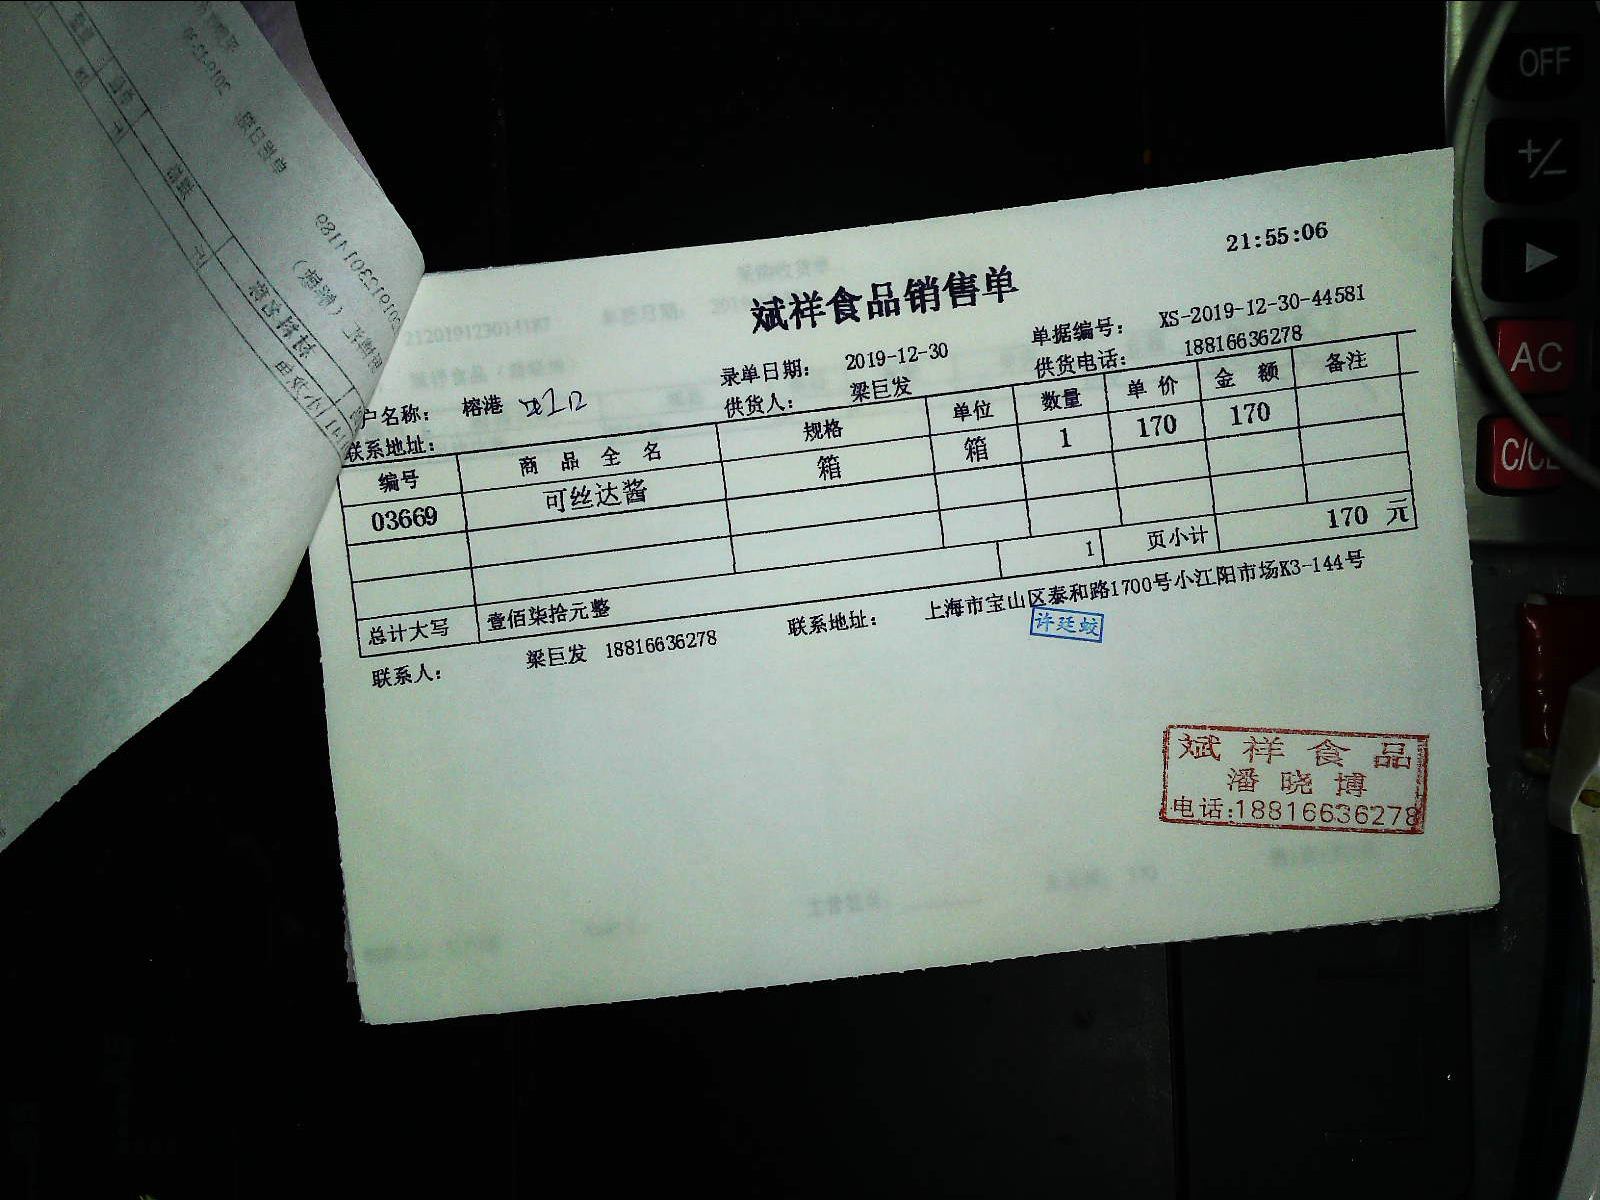 21:55:06
斌祥食品销售单
单据编号： XS-2019-12-30-44581
录单日期： 2019-12-30
供货电话： 18816636278
户名称： 榕港
供货人： 梁巨发
联系地址：
编号 商品全名 规格 单位 数量 单价 金额 备注
03669 可丝达酱 箱 箱 1 170 170
1 页小计 170 元
总计大写 壹佰柒拾元整
联系人： 梁巨发 18816636278 联系地址： 上海市宝山区泰和路1700号小江阳市场K3-144号
许廷蛟
斌祥食品
潘晓博
电话:18816636278
OFF
+/-
AC
C/CE